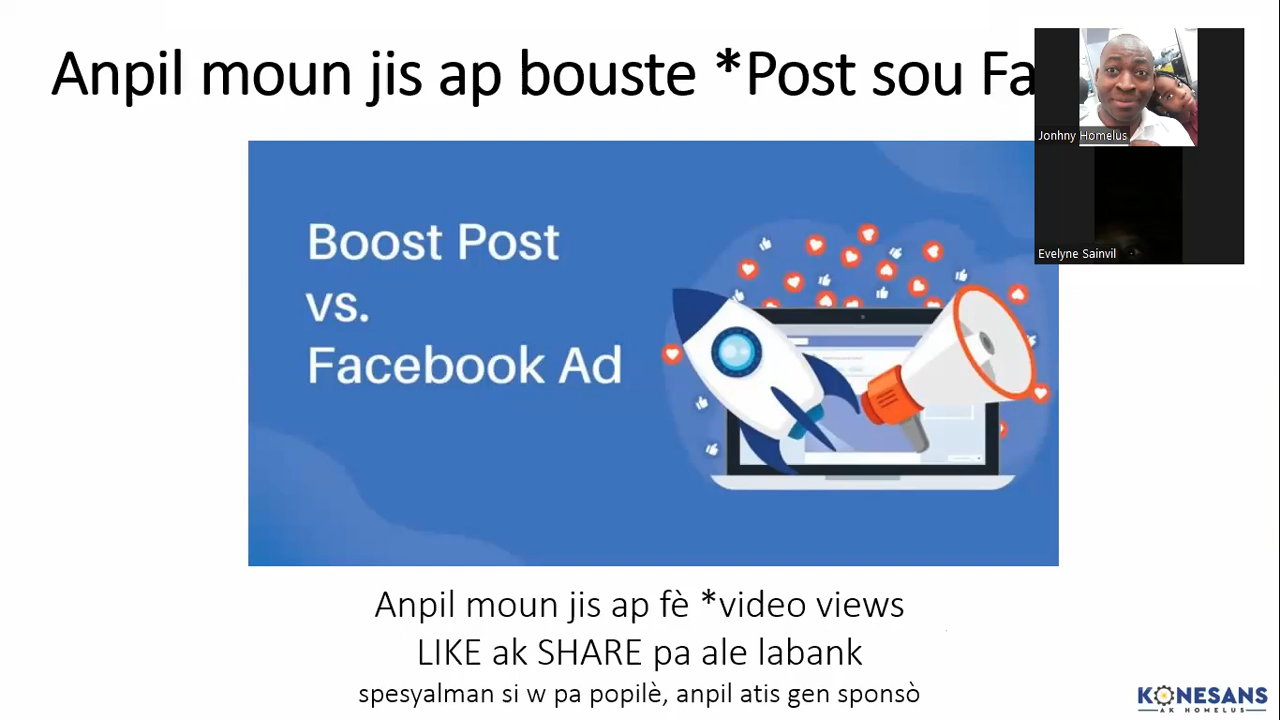 Anpil moun jis ap bouste *Post sou Fa
Jonhny Homelus
Evelyne Sainvil
Boost Post
vs.
Facebook Ad
Anpil moun jis ap fè *video views
LIKE ak SHARE pa ale labank
spesyalman si w pa popilè, anpil atis gen sponsò
KONESANS
AK HOMELUS